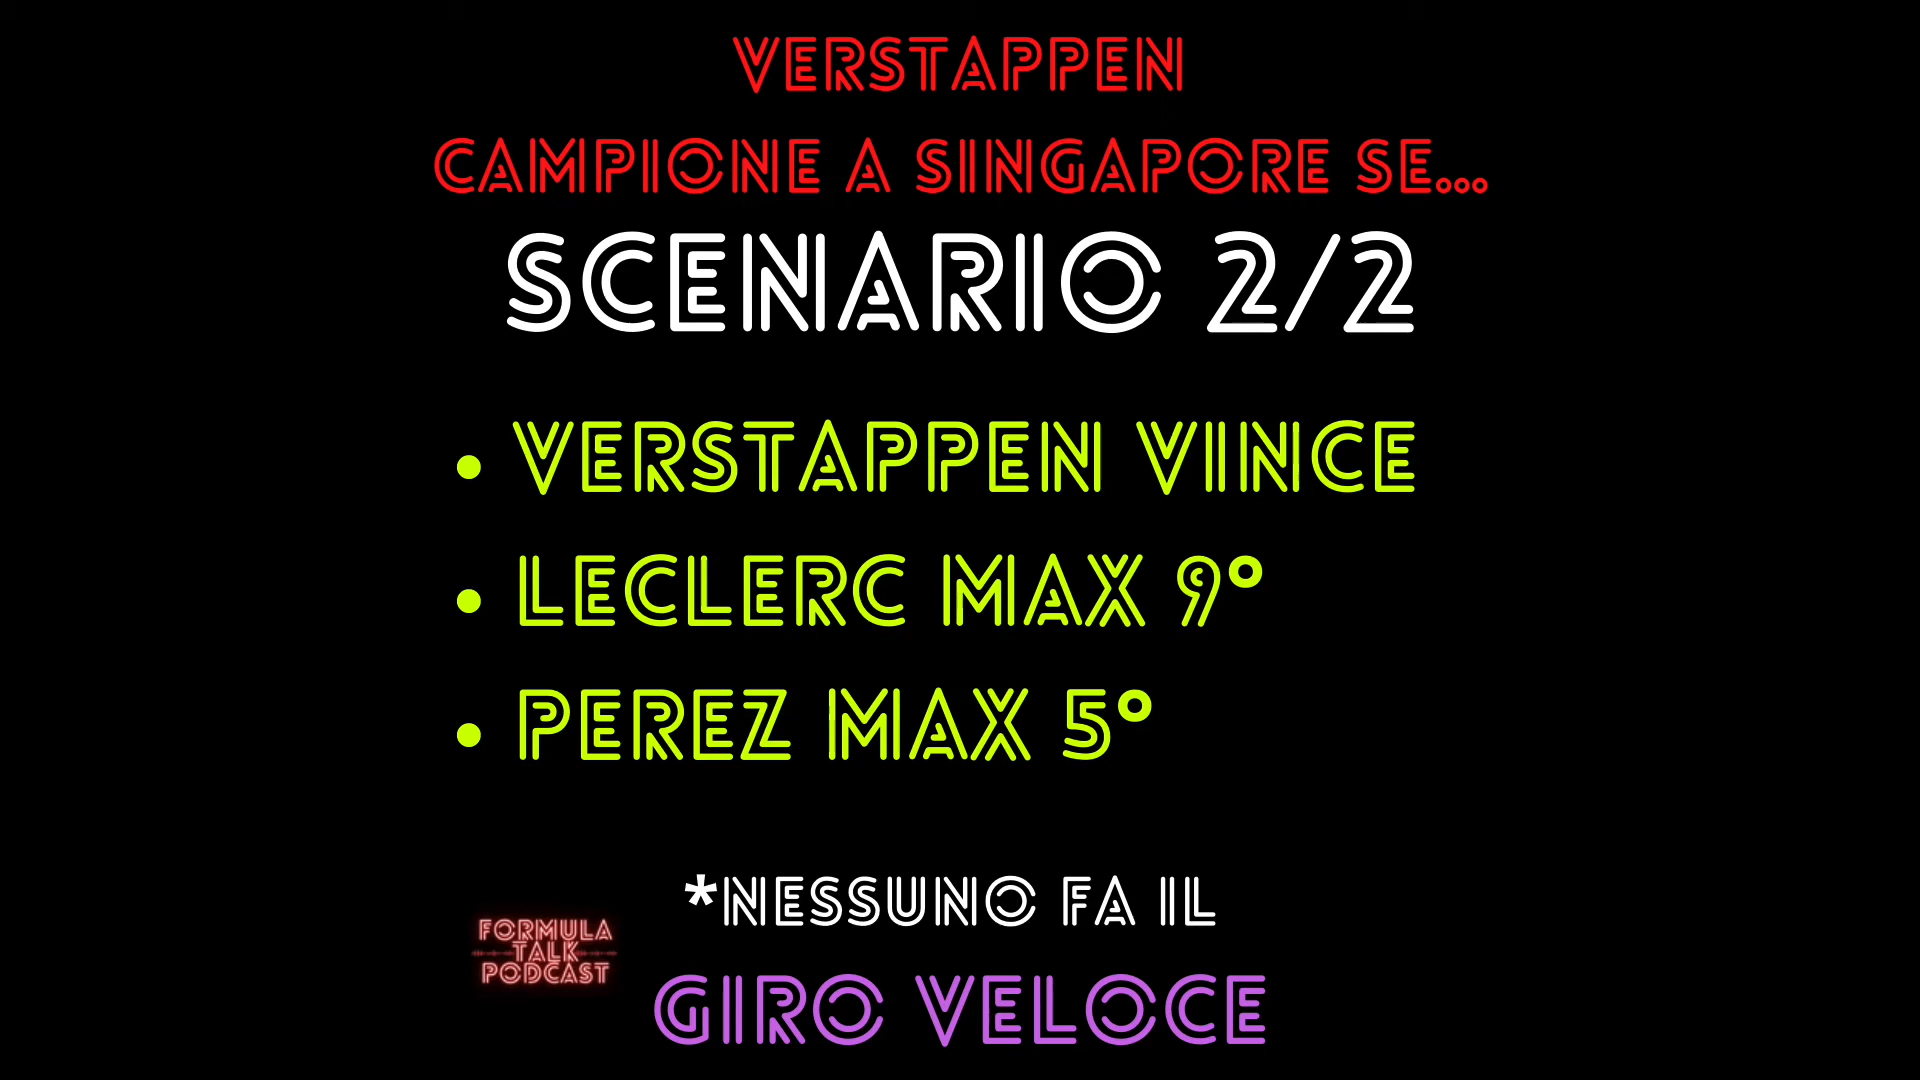 VERSTAPPEN
CAMPIONE A SINGAPORE SE...
SCENARIO 2/2
• VERSTAPPEN VINCE
• LECLERC MAX 9°
• PEREZ MAX 5°
*NESSUNO FA IL
GIRO VELOCE
FORMULA
TALK
PODCAST